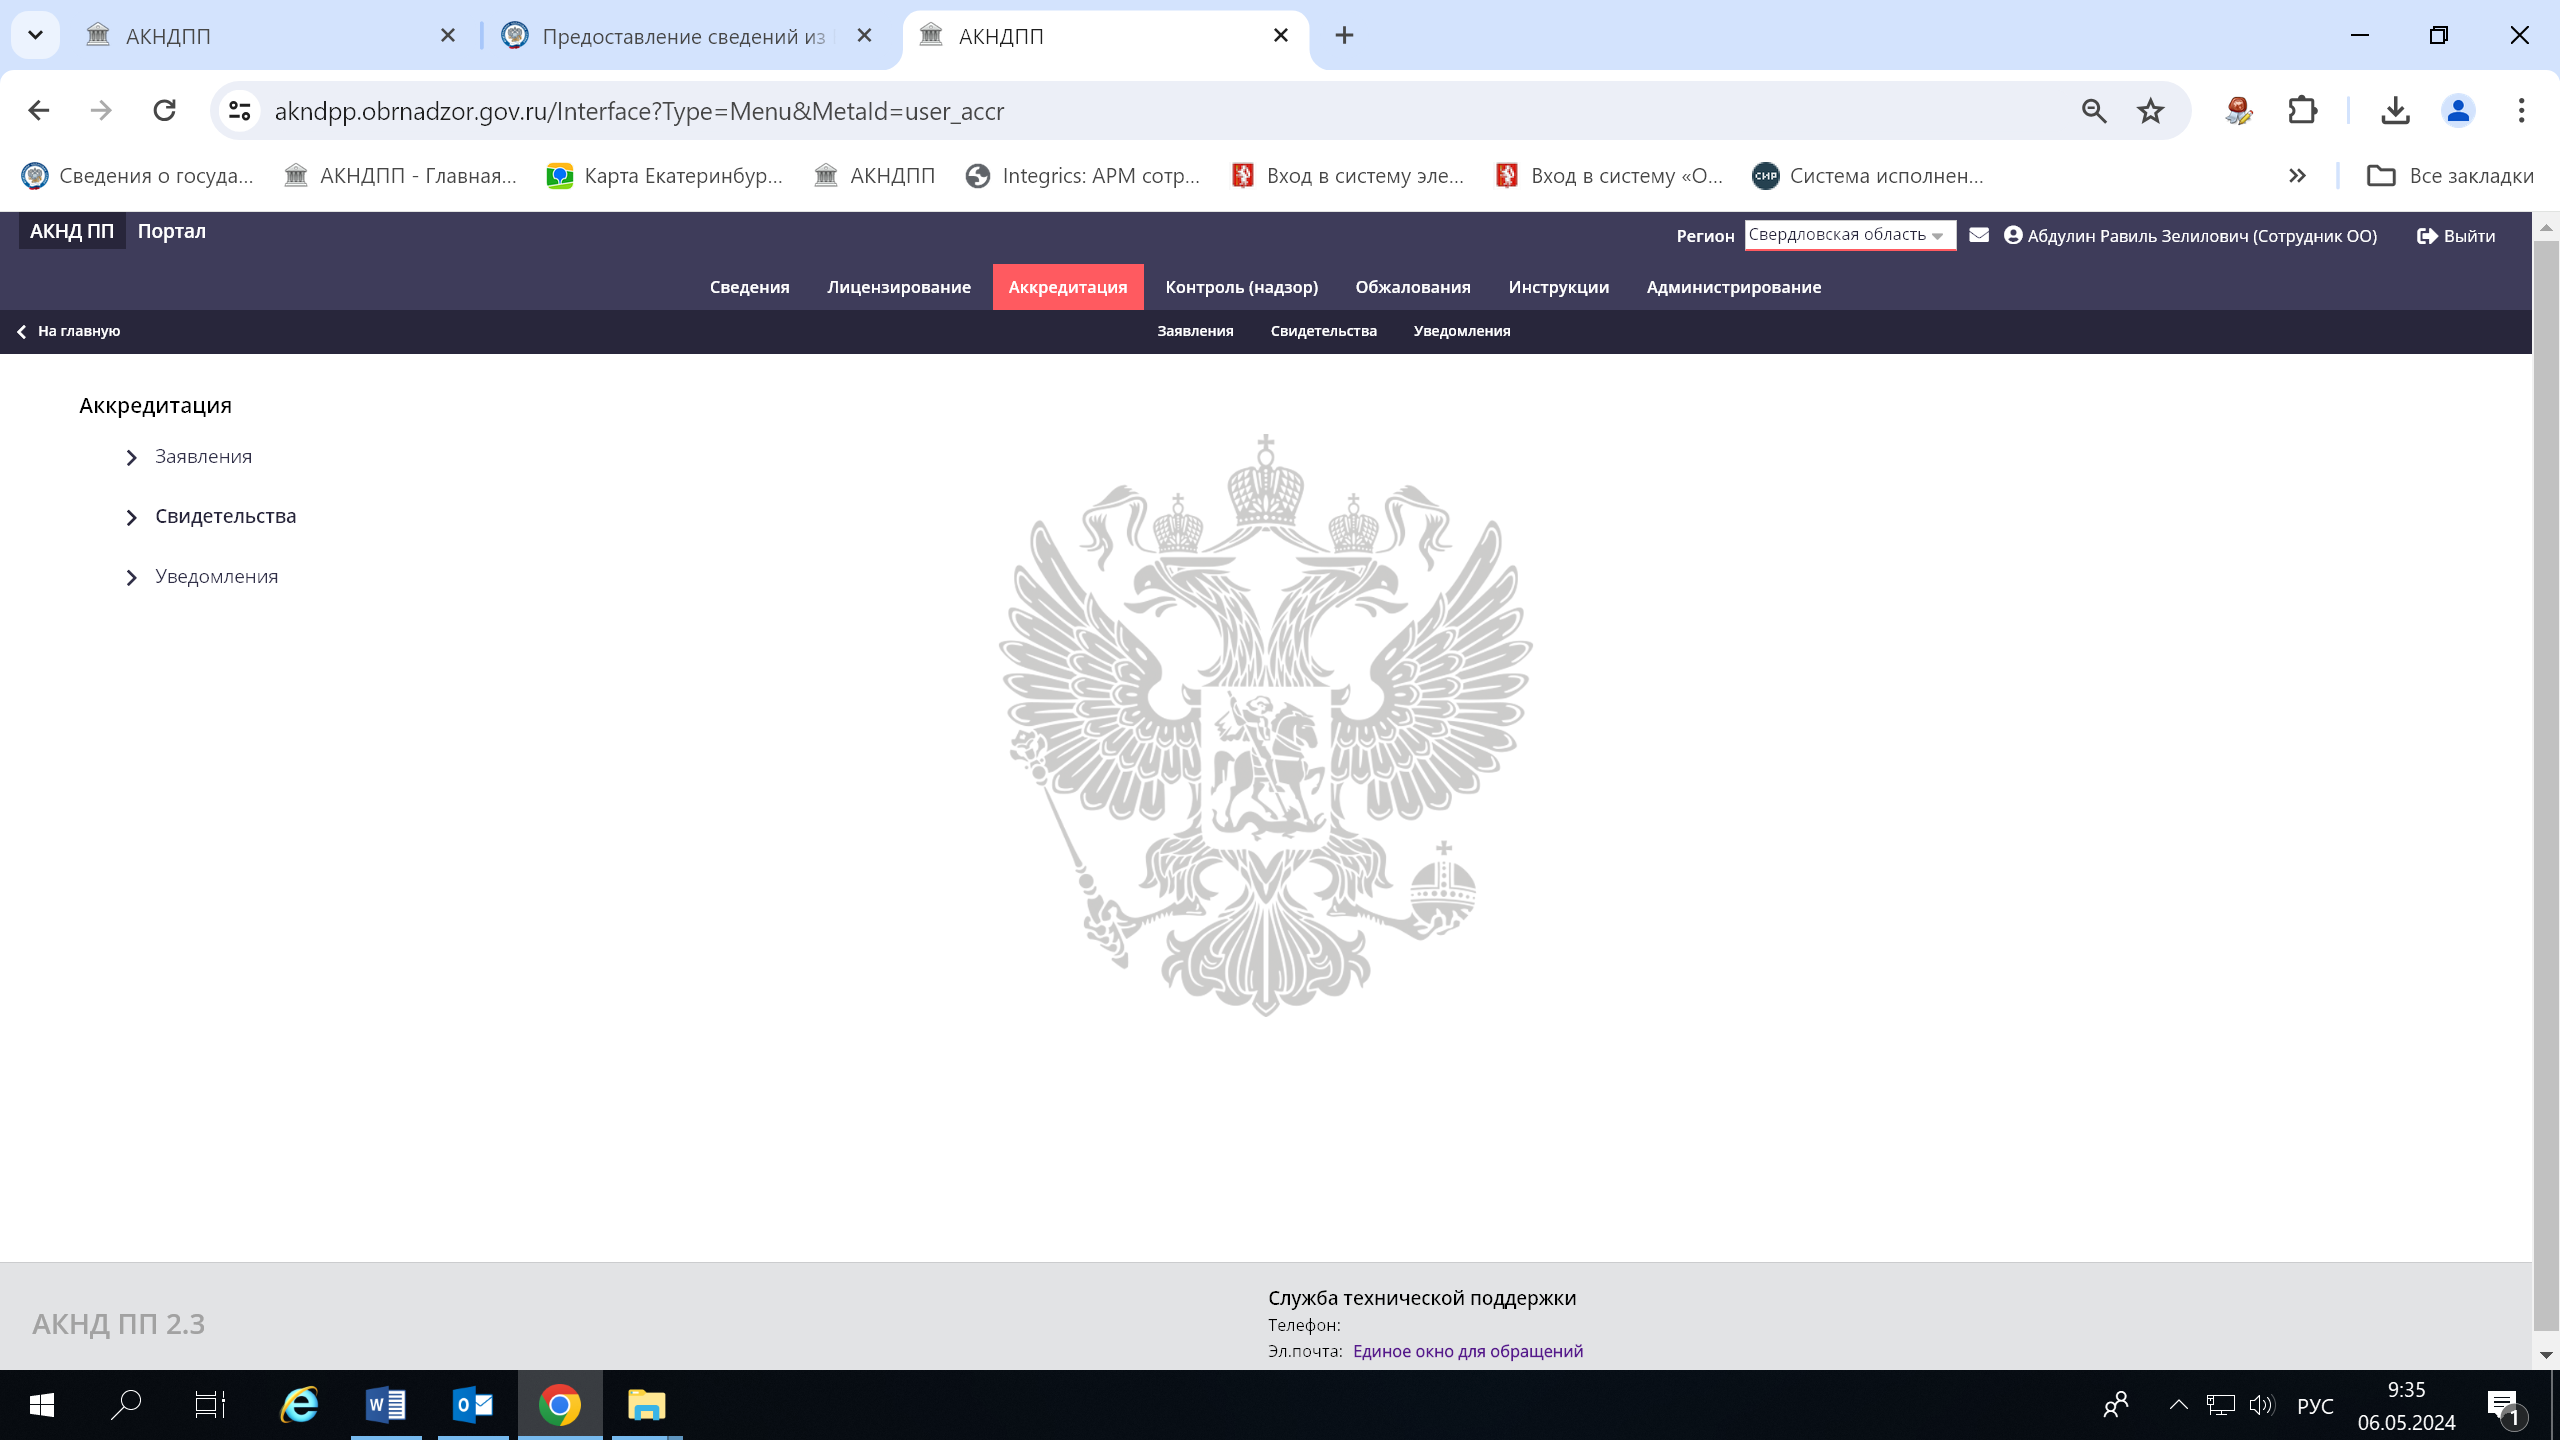 АКНДПП
Предоставление сведений из
АКНДПП
akndpp.obrnadzor.gov.ru/Interface?Type=Menu&MetaId=user_accr
Сведения о госуда...
АКНДПП - Главная...
Карта Екатеринбур...
АКНДПП
Integrics: АРМ сотр...
Вход в систему эле...
Вход в систему «О...
СИР
Система исполнен...
Все закладки
АКНД ПП
Портал
Регион
Свердловская область
Абдулин Равиль Зелилович (Сотрудник ОО)
Выйти
Сведения
Лицензирование
Аккредитация
Контроль (надзор)
Обжалования
Инструкции
Администрирование
На главную
Заявления
Свидетельства
Уведомления
Аккредитация
Заявления
Свидетельства
Уведомления
АКНД ПП 2.3
Служба технической поддержки
Телефон:
Эл.почта: Единое окно для обращений
РУС
9:35
06.05.2024
1